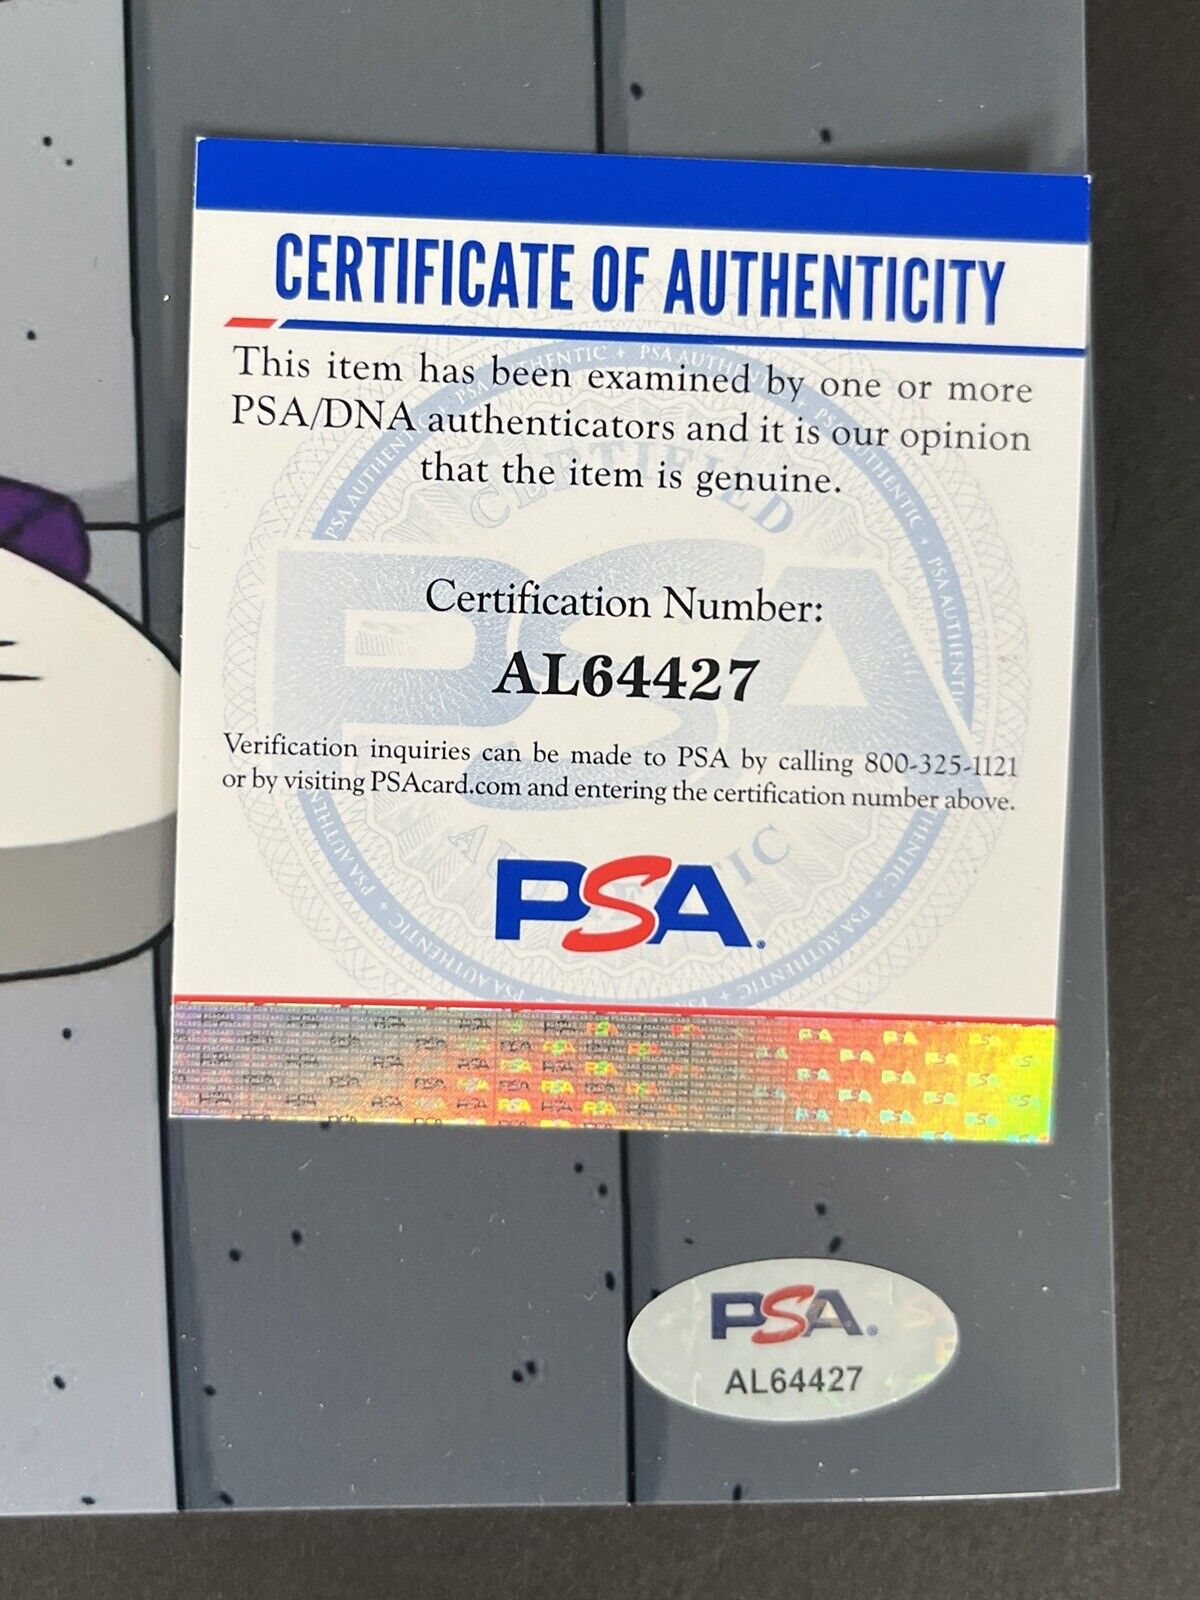 CERTIFICATE OF AUTHENTICITY
This item has been examined by one or more
PSA/DNA authenticators and it is our opinion
that the item is genuine.
CERTIFIED
Certification Number:
AL64427
Verification inquiries can be made to PSA by calling 800-325-1121
or by visiting PSAcard.com and entering the certification number above.
PSA
PSA
AL64427